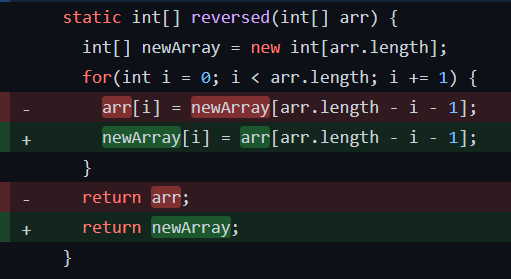 static int[] reversed(int[] arr) {
  int[] newArray = new int[arr.length];
  for(int i = 0; i < arr.length; i += 1) {
-    arr[i] = newArray[arr.length - i - 1];
+    newArray[i] = arr[arr.length - i - 1];
  }
-  return arr;
+  return newArray;
}